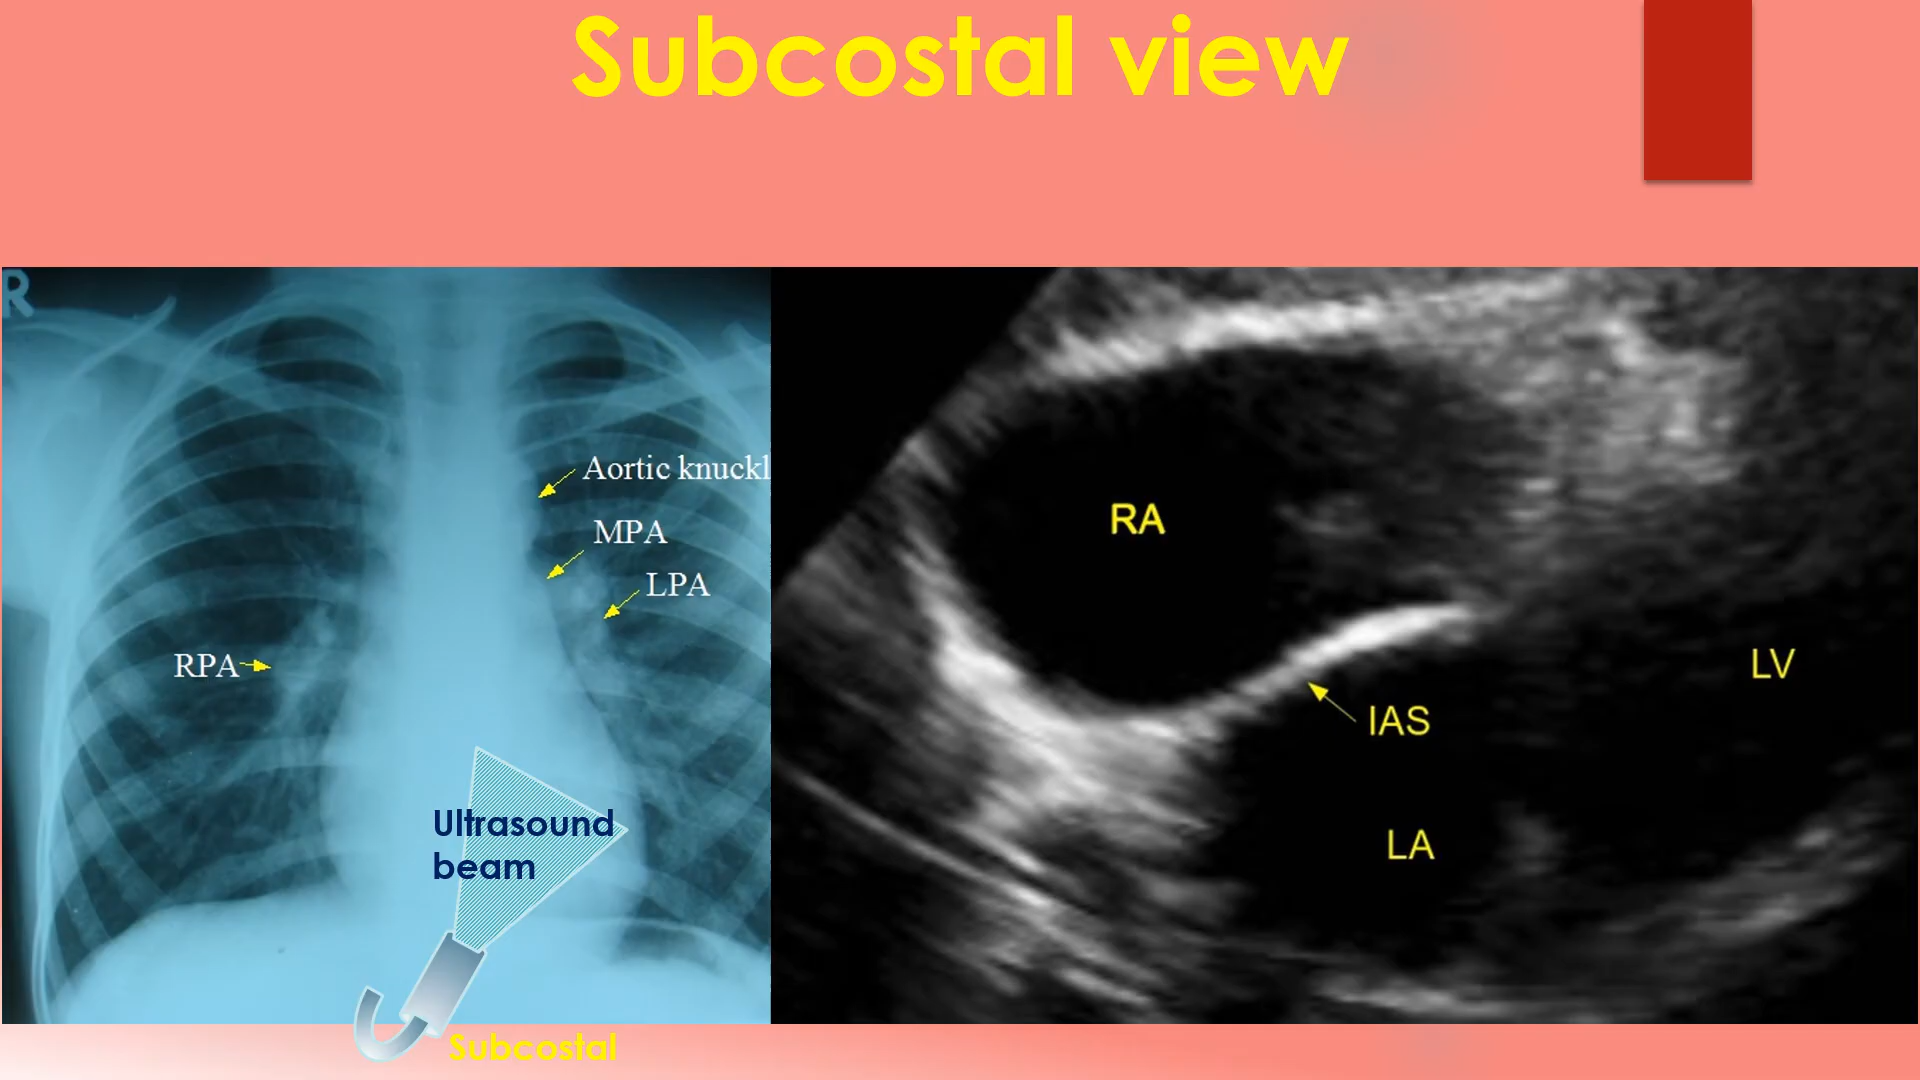 Subcostal view
R
Aortic knuckl
MPA
LPA
RPA
Ultrasound
beam
Subcostal
RA
LV
IAS
LA